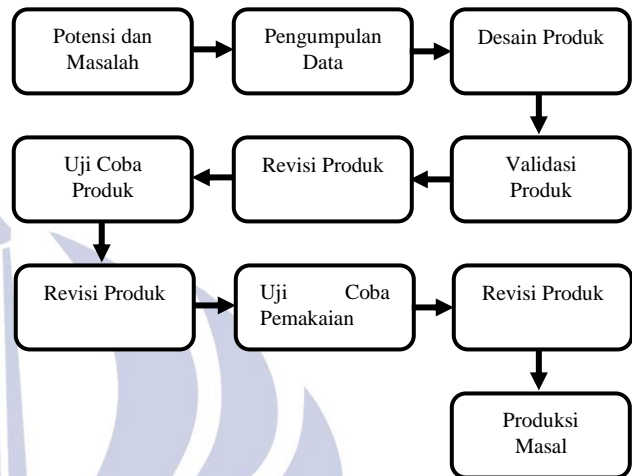 Potensi dan
Masalah
Pengumpulan
Data
Desain Produk
Validasi
Produk
Revisi Produk
Uji Coba
Produk
Revisi Produk
Uji Coba
Pemakaian
Revisi Produk
Produksi
Masal